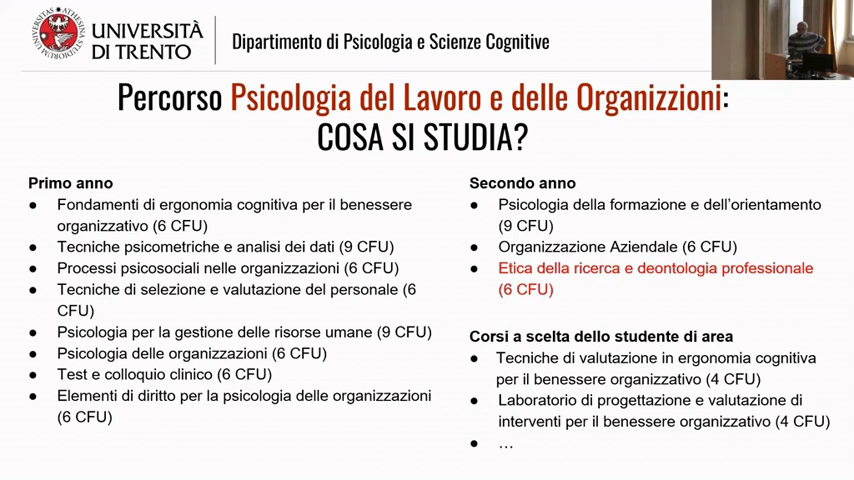 UNIVERSITÀ
DI TRENTO
Dipartimento di Psicologia e Scienze Cognitive
Percorso Psicologia del Lavoro e delle Organizzioni:
COSA SI STUDIA?
Primo anno
● Fondamenti di ergonomia cognitiva per il benessere
organizzativo (6 CFU)
● Tecniche psicometriche e analisi dei dati (9 CFU)
● Processi psicosociali nelle organizzazioni (6 CFU)
● Tecniche di selezione e valutazione del personale (6
CFU)
● Psicologia per la gestione delle risorse umane (9 CFU)
● Psicologia delle organizzazioni (6 CFU)
● Test e colloquio clinico (6 CFU)
● Elementi di diritto per la psicologia delle organizzazioni
(6 CFU)
Secondo anno
● Psicologia della formazione e dell'orientamento
(9 CFU)
● Organizzazione Aziendale (6 CFU)
● Etica della ricerca e deontologia professionale
(6 CFU)
Corsi a scelta dello studente di area
● Tecniche di valutazione in ergonomia cognitiva
per il benessere organizzativo (4 CFU)
● Laboratorio di progettazione e valutazione di
interventi per il benessere organizzativo (4 CFU)
● ...